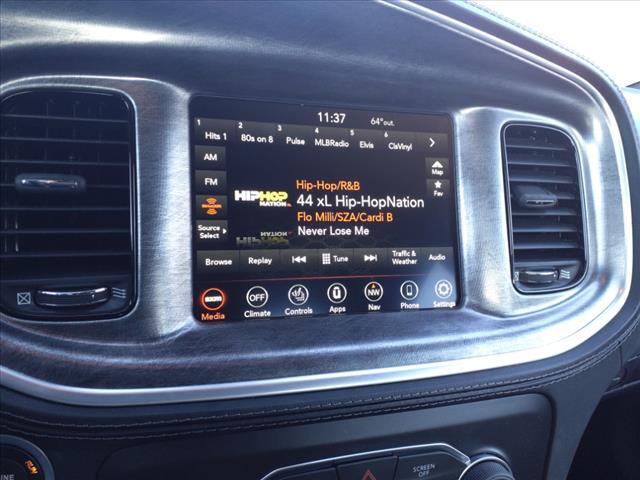 11:37 64°out.
1 2 3 4 5 6
Hits 1 80s on 8 Pulse MLBRadio Elvis ClsVinyl
AM
Map
FM
Fav
Hip-Hop/R&B
HIPHOP NATION
44 xL Hip-HopNation
Flo Milli/SZA/Cardi B
Source Select
Never Lose Me
Browse Replay Tune Traffic & Weather Audio
OFF NW
Media Climate Controls Apps Nav Phone Settings
SCREEN OFF